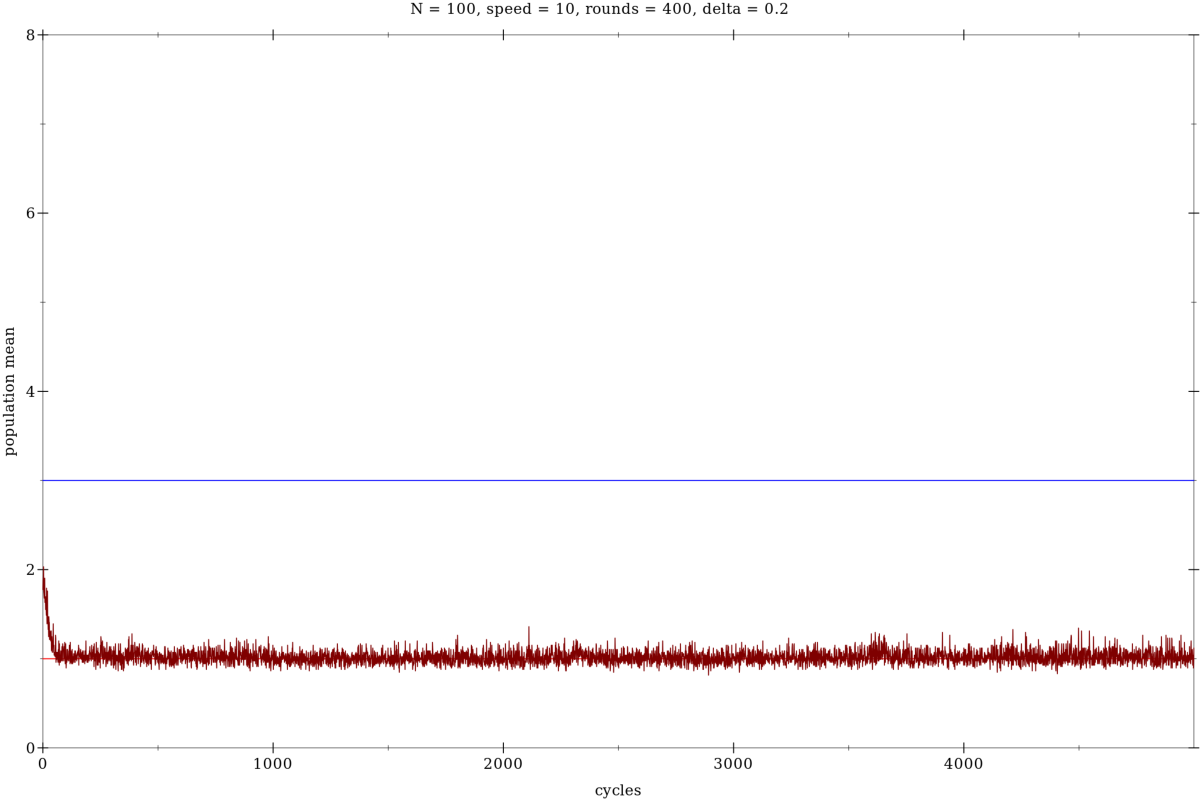 N = 100, speed = 10, rounds = 400, delta = 0.2
8
6
4
2
0
population mean
0 1000 2000 3000 4000
cycles